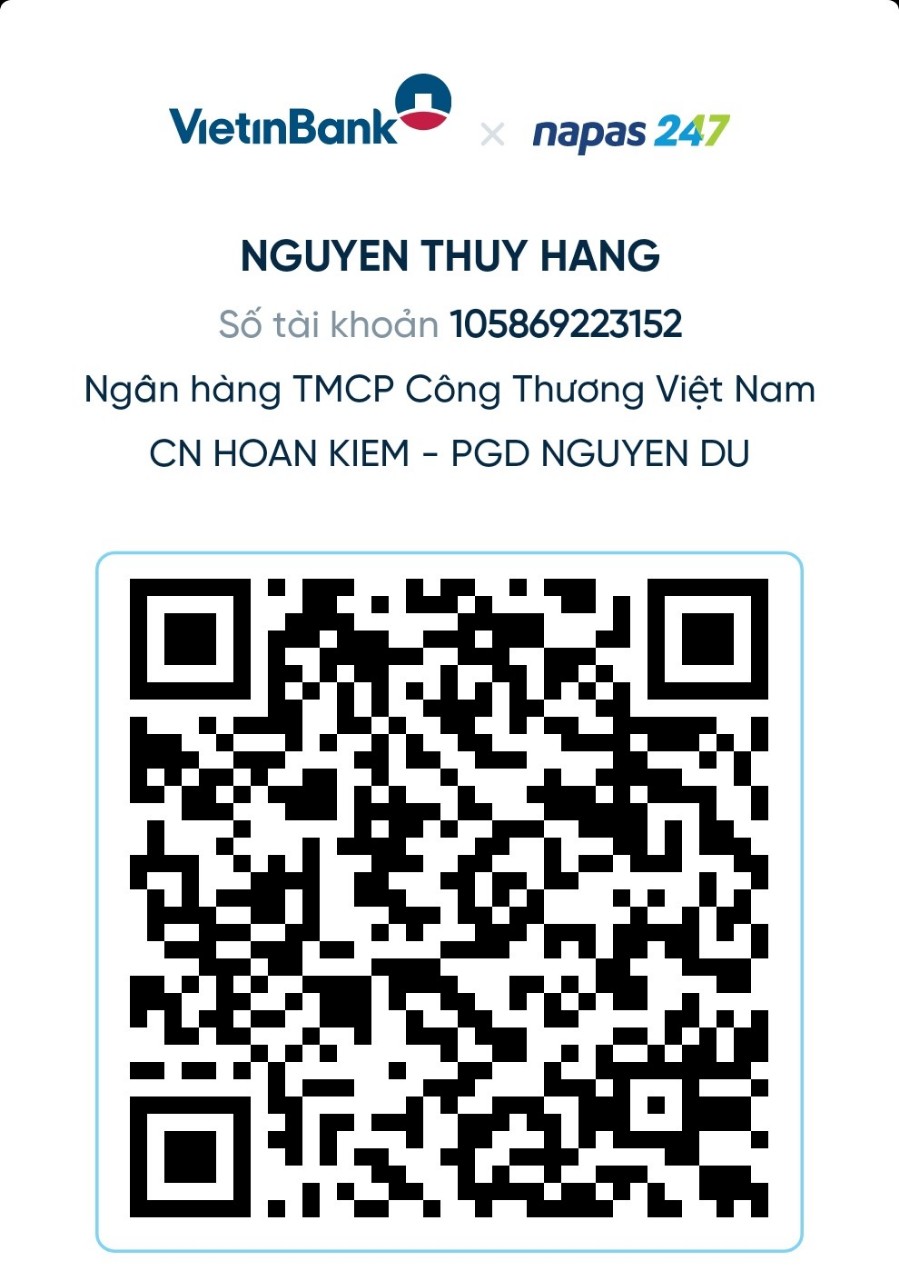 VietinBank × napas 247
NGUYEN THUY HANG
Số tài khoản 105869223152
Ngân hàng TMCP Công Thương Việt Nam
CN HOAN KIEM - PGD NGUYEN DU